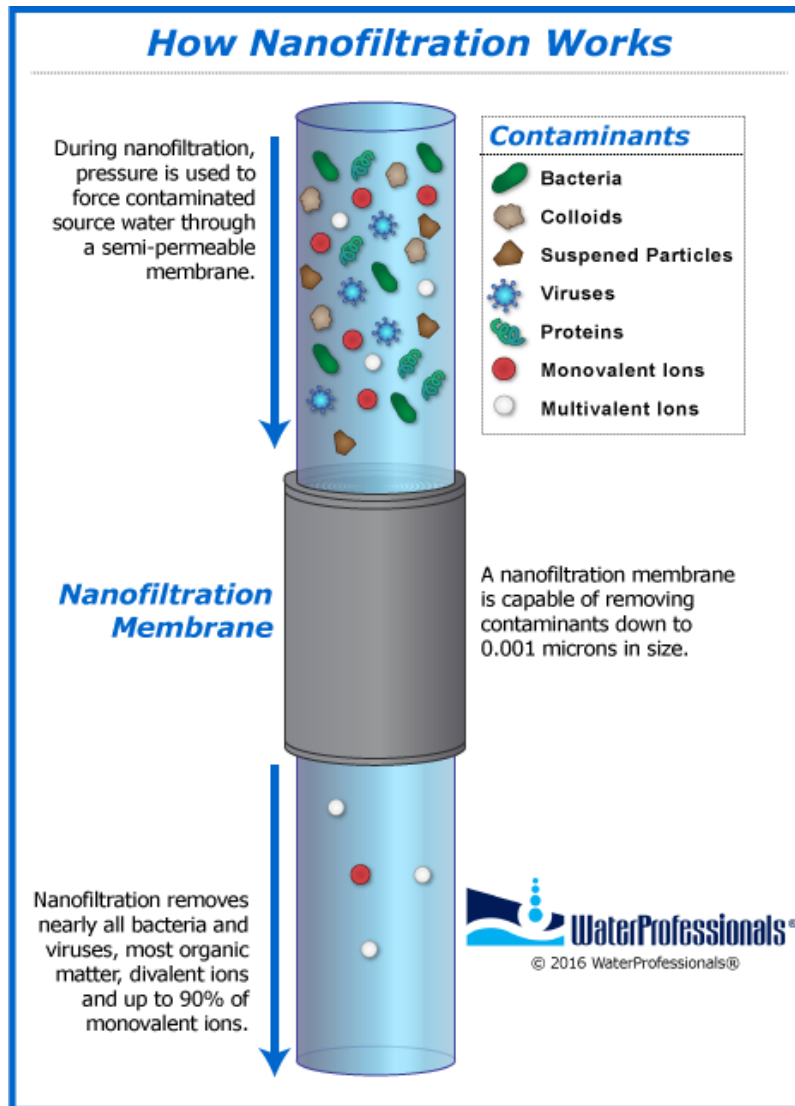 How Nanofiltration Works
During nanofiltration,
pressure is used to
force contaminated
source water through
a semi-permeable
membrane.
Contaminants
Bacteria
Colloids
Suspened Particles
Viruses
Proteins
Monovalent Ions
Multivalent Ions
Nanofiltration
Membrane
A nanofiltration membrane
is capable of removing
contaminants down to
0.001 microns in size.
Nanofiltration removes
nearly all bacteria and
viruses, most organic
matter, divalent ions
and up to 90% of
monovalent ions.
WaterProfessionals®
© 2016 WaterProfessionals®